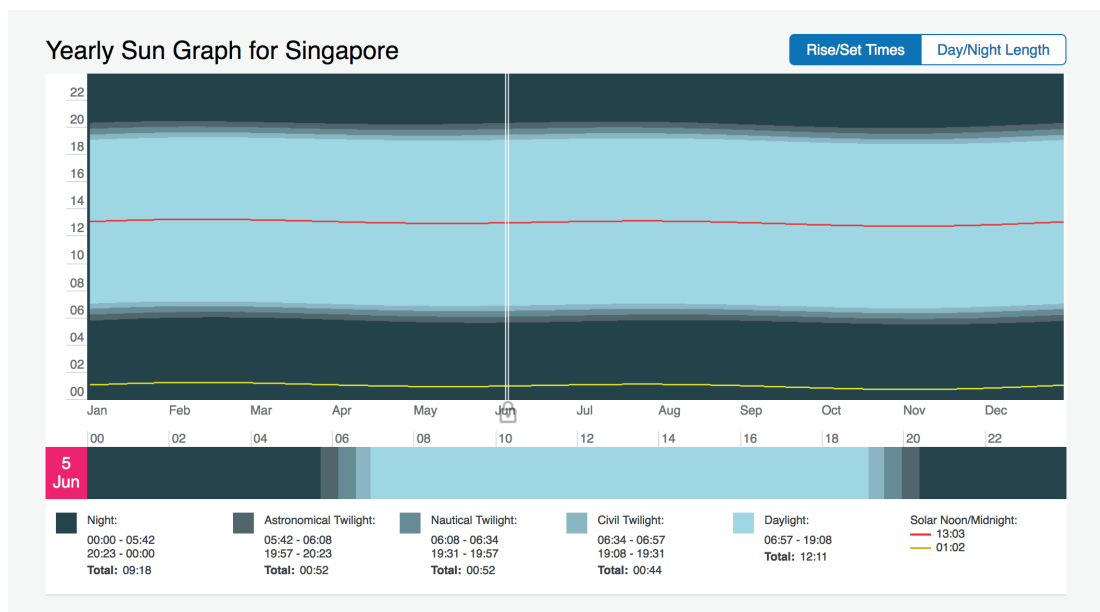 Yearly Sun Graph for Singapore
Rise/Set Times
Day/Night Length
22
20
18
16
14
12
10
08
06
04
02
00
Jan Feb Mar Apr May Jun Jul Aug Sep Oct Nov Dec
00 02 04 06 08 10 12 14 16 18 20 22
5
Jun
Night:
00:00 - 05:42
20:23 - 00:00
Total: 09:18
Astronomical Twilight:
05:42 - 06:08
19:57 - 20:23
Total: 00:52
Nautical Twilight:
06:08 - 06:34
19:31 - 19:57
Total: 00:52
Civil Twilight:
06:34 - 06:57
19:08 - 19:31
Total: 00:44
Daylight:
06:57 - 19:08
Total: 12:11
Solar Noon/Midnight:
13:03
01:02